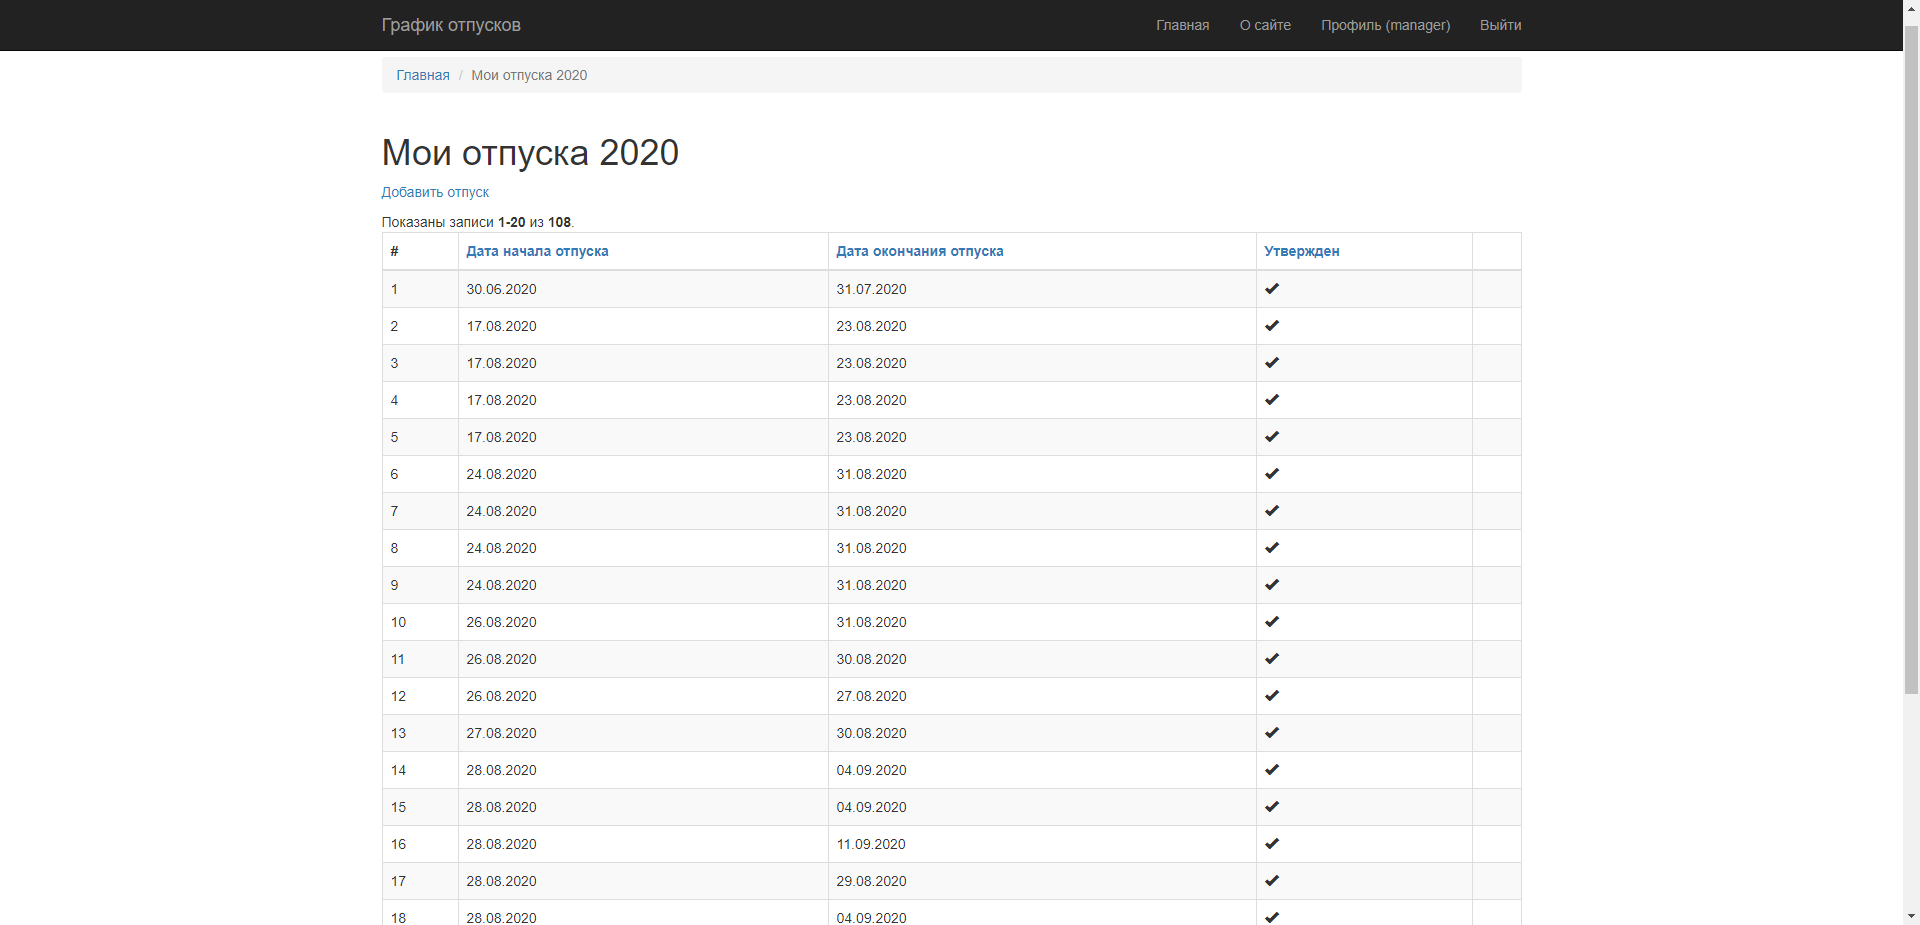 График отпусков Главная О сайте Профиль (manager) Выйти
Главная / Мои отпуска 2020
Мои отпуска 2020
Добавить отпуск
Показаны записи 1-20 из 108.
# Дата начала отпуска Дата окончания отпуска Утвержден
1 30.06.2020 31.07.2020
2 17.08.2020 23.08.2020
3 17.08.2020 23.08.2020
4 17.08.2020 23.08.2020
5 17.08.2020 23.08.2020
6 24.08.2020 31.08.2020
7 24.08.2020 31.08.2020
8 24.08.2020 31.08.2020
9 24.08.2020 31.08.2020
10 26.08.2020 31.08.2020
11 26.08.2020 30.08.2020
12 26.08.2020 27.08.2020
13 27.08.2020 30.08.2020
14 28.08.2020 04.09.2020
15 28.08.2020 04.09.2020
16 28.08.2020 11.09.2020
17 28.08.2020 29.08.2020
18 28.08.2020 04.09.2020